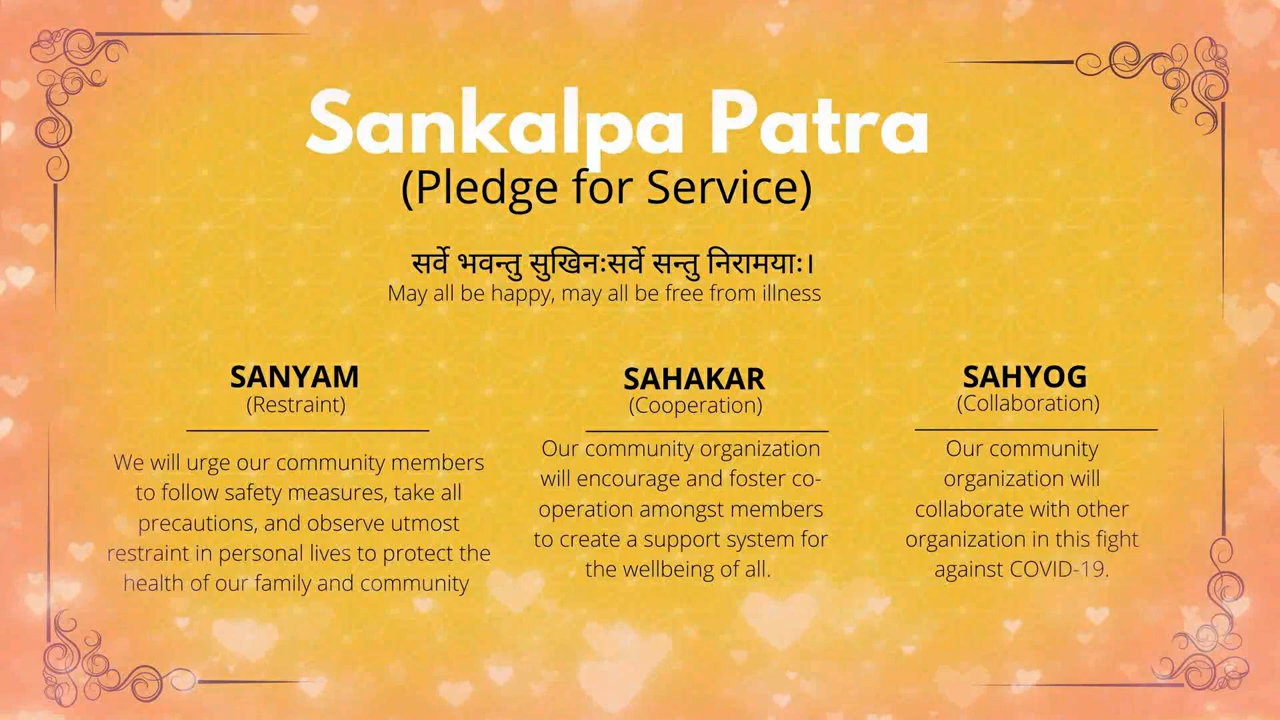 Sankalpa Patra
(Pledge for Service)
सर्वे भवन्तु सुखिनःसर्वे सन्तु निरामयाः।
May all be happy, may all be free from illness
SANYAM
(Restraint)
We will urge our community members
to follow safety measures, take all
precautions, and observe utmost
restraint in personal lives to protect the
health of our family and community
SAHAKAR
(Cooperation)
Our community organization
will encourage and foster co-
operation amongst members
to create a support system for
the wellbeing of all.
SAHYOG
(Collaboration)
Our community
organization will
collaborate with other
organization in this fight
against COVID-19.